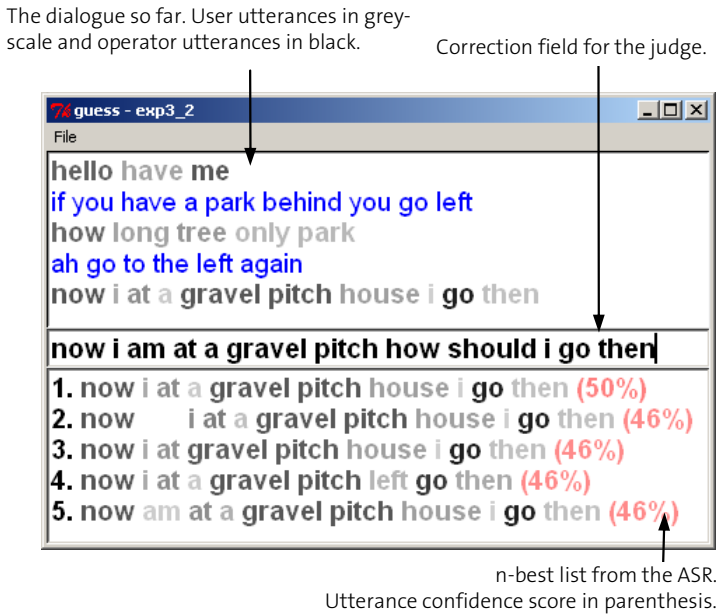 The dialogue so far. User utterances in grey-
scale and operator utterances in black.
Correction field for the judge.
guess - exp3_2
File
hello have me
if you have a park behind you go left
how long tree only park
ah go to the left again
now i at a gravel pitch house i go then
now i am at a gravel pitch how should i go then
1. now i at a gravel pitch house i go then (50%)
2. now i at a gravel pitch house i go then (46%)
3. now i at gravel pitch house i go then (46%)
4. now i at a gravel pitch left go then (46%)
5. now am at a gravel pitch house i go then (46%)
n-best list from the ASR.
Utterance confidence score in parenthesis.